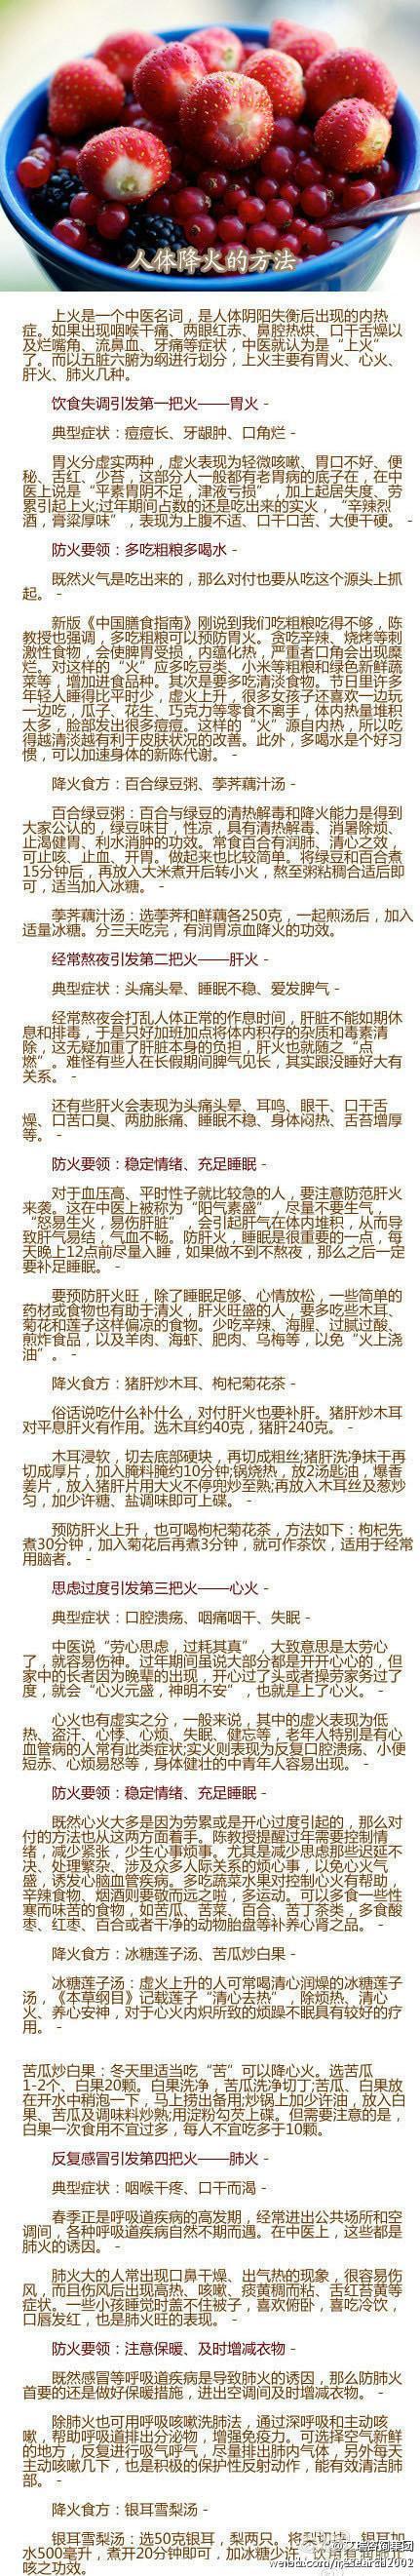 人体降火的方法
上火是一个中医名词，是人体阴阳失衡后出现的内热
症。如果出现咽喉干痛、两眼红赤、鼻腔热烘、口干舌燥以
及烂嘴角、流鼻血、牙痛等症状，中医就认为是“上火”
了。而以五脏六腑为纲进行划分，上火主要有胃火、心火、
肝火、肺火几种。
饮食失调引发第一把火——胃火 -
典型症状：痘痘长、牙龈肿、口角烂 -
胃火分虚实两种，虚火表现为轻微咳嗽、胃口不好、便
秘、舌红、少苔，这部分人一般都有老胃病的底子在，在中
医上说是“平素胃阴不足，津液亏损”，加上起居失度、劳
累引起上火;过年期间占数的还是吃出来的实火，“辛辣烈
酒，膏粱厚味”，表现为上腹不适、口干口苦、大便干硬。 -
防火要领：多吃粗粮多喝水 -
既然火气是吃出来的，那么对付也要从吃这个源头上抓
起。 -
新版《中国膳食指南》刚说到我们吃粗粮吃得不够，陈
教授也强调，多吃粗粮可以预防胃火。贪吃辛辣、烧烤等刺
激性食物，会使脾胃受损，内蕴化热，严重者口角会出现糜
烂。对这样的“火”应多吃豆类、小米等粗粮和绿色新鲜蔬
菜等，增加进食品种。其次是要多吃清淡食物。节日里许多
年轻人睡得比平时少，虚火上升，很多女孩子还喜欢一边玩
一边吃，瓜子、花生、巧克力等零食不离手，体内热量堆积
太多，脸部发出很多痘痘。这样的“火”源自内热，所以吃
得越清淡越有利于皮肤状况的改善。此外，多喝水是个好习
惯，可以加速身体的新陈代谢。 -
降火食方：百合绿豆粥、荸荠藕汁汤 -
百合绿豆粥：百合与绿豆的清热解毒和降火能力是得到
大家公认的，绿豆味甘，性凉，具有清热解毒、消暑除烦、
止渴健胃、利水消肿的功效。常食百合有润肺、清心之效，
可止咳、止血、开胃。做起来也比较简单。将绿豆和百合煮
15分钟后，再放入大米煮开后转小火，熬至粥粘稠合适后即
可，适当加入冰糖。 -
荸荠藕汁汤：选荸荠和鲜藕各250克，一起煎汤后，加入
适量冰糖。分三天吃完，有润胃凉血降火的功效。
经常熬夜引发第二把火——肝火 -
典型症状：头痛头晕、睡眠不稳、爱发脾气 -
经常熬夜会打乱人体正常的作息时间，肝脏不能如期休
息和排毒，于是只好加班加点将体内积存的杂质和毒素清
除，这无疑加重了肝脏本身的负担，肝火也就随之“点
燃”。难怪有些人在长假期间脾气见长，其实跟没睡好大有
关系。 -
还有些肝火会表现为头痛头晕、耳鸣、眼干、口干舌
燥、口苦口臭、两肋胀痛、睡眠不稳、身体闷热、舌苔增厚
等。 -
防火要领：稳定情绪、充足睡眠 -
对于血压高、平时性子就比较急的人，要注意防范肝火
来袭。这在中医上被称为“阳气素盛”，尽量不要生气，
“怒易生火，易伤肝脏”，会引起肝气在体内堆积，从而导
致肝气易结，气血不畅。防肝火，睡眠是很重要的一点，每
天晚上12点前尽量入睡，如果做不到不熬夜，那么之后一定
要补足睡眠。 -
要预防肝火旺，除了睡眠足够、心情放松，一些简单的
药材或食物也有助于清火，肝火旺盛的人，要多吃些木耳、
菊花和莲子这样偏凉的食物。少吃辛辣、海腥、过腻过酸、
煎炸食品，以及羊肉、海虾、肥肉、乌梅等，以免“火上浇
油”。 -
降火食方：猪肝炒木耳、枸杞菊花茶 -
俗话说吃什么补什么，对付肝火也要补肝。猪肝炒木耳
对平息肝火有作用。选木耳约40克，猪肝240克。 -
木耳浸软，切去底部硬块，再切成粗丝;猪肝洗净抹干再
切成厚片，加入腌料腌约10分钟;锅烧热，放2汤匙油，爆香
姜片，放入猪肝片用大火不停兜炒至熟;再放入木耳丝及葱炒
匀，加少许糖、盐调味即可上碟。 -
预防肝火上升，也可喝枸杞菊花茶，方法如下：枸杞先
煮30分钟，加入菊花后再煮3分钟，就可作茶饮，适用于经常
用脑者。 -
思虑过度引发第三把火——心火 -
典型症状：口腔溃疡、咽痛咽干、失眠 -
中医说“劳心思虑，过耗其真”，大致意思是太劳心
了，就容易伤神。过年期间虽说大部分都是开开心心的，但
家中的长者因为晚辈的出现，开心过了头或者操劳家务过了
度，就会“心火亢盛，神明不安”，也就是上了心火。 -
心火也有虚实之分，一般来说，其中的虚火表现为低
热、盗汗、心悸、心烦、失眠、健忘等，老年人特别是有心
血管病的人常有此类症状;实火则表现为反复口腔溃疡、小便
短赤、心烦易怒等，身体健壮的中青年人容易出现。 -
防火要领：稳定情绪、充足睡眠 -
既然心火大多是因为劳累或是开心过度引起的，那么对
付的方法也从这两方面着手。陈教授提醒过年需要控制情
绪，减少紧张，少生心事烦事。尤其是减少思虑那些迟延不
决、处理繁杂、涉及众多人际关系的烦心事，以免心火气
盛，诱发心脑血管疾病。多吃蔬菜水果对控制心火有帮助，
辛辣食物、烟酒则要敬而远之啦，多运动。可以多食一些性
寒而味苦的食物，如苦瓜、苦菜、百合、苦丁茶类，多食酸
枣、红枣、百合或者干净的动物胎盘等补养心肾之品。 -
降火食方：冰糖莲子汤、苦瓜炒白果 -
冰糖莲子汤：虚火上升的人可常喝清心润燥的冰糖莲子
汤，《本草纲目》记载莲子“清心去热”，除烦热、清心
火、养心安神，对于心火内炽所致的烦躁不眠具有较好的疗
用。 -
苦瓜炒白果：冬天里适当吃“苦”可以降心火。选苦瓜
1-2个、白果20颗。白果洗净，苦瓜洗净切丁;苦瓜、白果放
在开水中稍泡一下，马上捞出备用;炒锅上加少许油，放入白
果、苦瓜及调味料炒熟;用淀粉勾芡上碟。但需要注意的是，
白果一次食用不宜过多，每人不宜吃多于10颗。
反复感冒引发第四把火——肺火 -
典型症状：咽喉干疼、口干而渴 -
春季正是呼吸道疾病的高发期，经常进出公共场所和空
调间，各种呼吸道疾病自然不期而遇。在中医上，这些都是
肺火的诱因。 -
肺火大的人常出现口鼻干燥、出气热的现象，很容易伤
风，而且伤风后出现高热、咳嗽、痰黄稠而粘、舌红苔黄等
症状。一些小孩睡觉时盖不住被子，喜欢俯卧，喜吃冷饮，
口唇发红，也是肺火旺的表现。 -
防火要领：注意保暖、及时增减衣物 -
既然感冒等呼吸道疾病是导致肺火的诱因，那么防肺火
首要的还是做好保暖措施，进出空调间及时增减衣物。 -
除肺火也可用呼吸咳嗽洗肺法，通过深呼吸和主动咳
嗽，帮助呼吸道排出分泌物，增强免疫力。可选择空气新鲜
的地方，反复进行吸气呼气，尽量排出肺内气体，另外每天
主动咳嗽几下，也是积极的保护性反射动作，能有效清洁肺
部。 -
降火食方：银耳雪梨汤 -
银耳雪梨汤：选50克银耳，梨两只。将梨切块，银耳加
水500毫升，煮开20分钟即可，加冰糖少许，饮
咳之功效。
@艾瑞咨询集团
weibo.com/iresearch2002